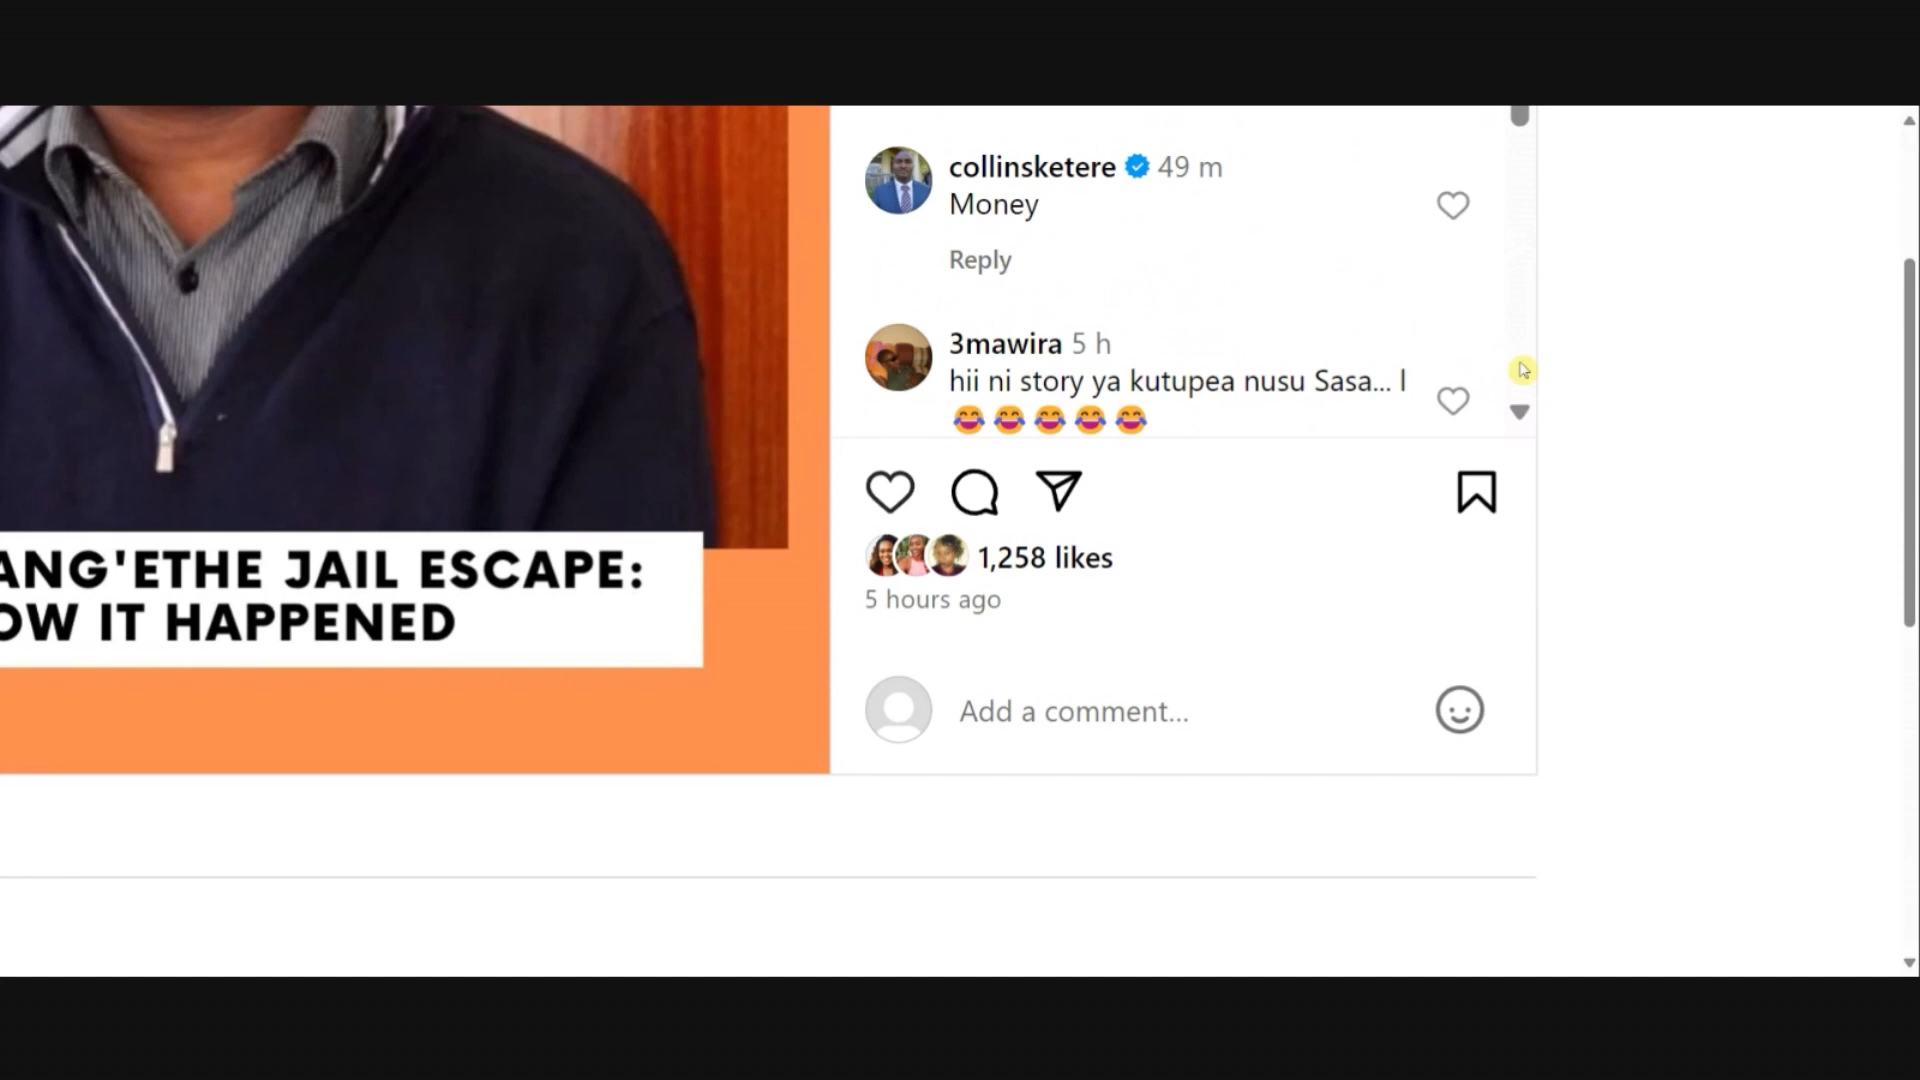 collinsketere 49 m
Money
Reply
3mawira 5 h
hii ni story ya kutupea nusu Sasa... I
😂😂😂😂😂
1,258 likes
5 hours ago
Add a comment...
ANG'ETHE JAIL ESCAPE:
OW IT HAPPENED